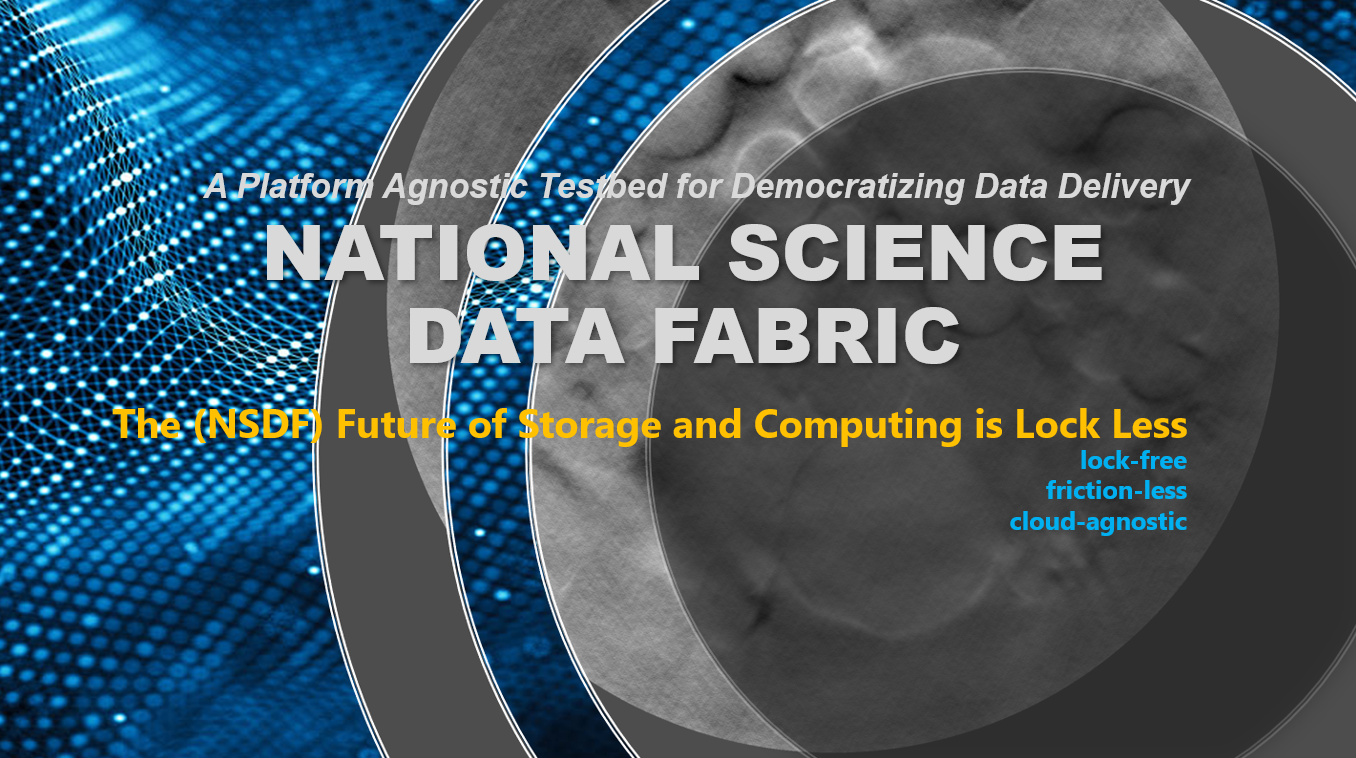 A Platform Agnostic Testbed for Democratizing Data Delivery
NATIONAL SCIENCE
DATA FABRIC
The (NSDF) Future of Storage and Computing is Lock Less
lock-free
friction-less
cloud-agnostic